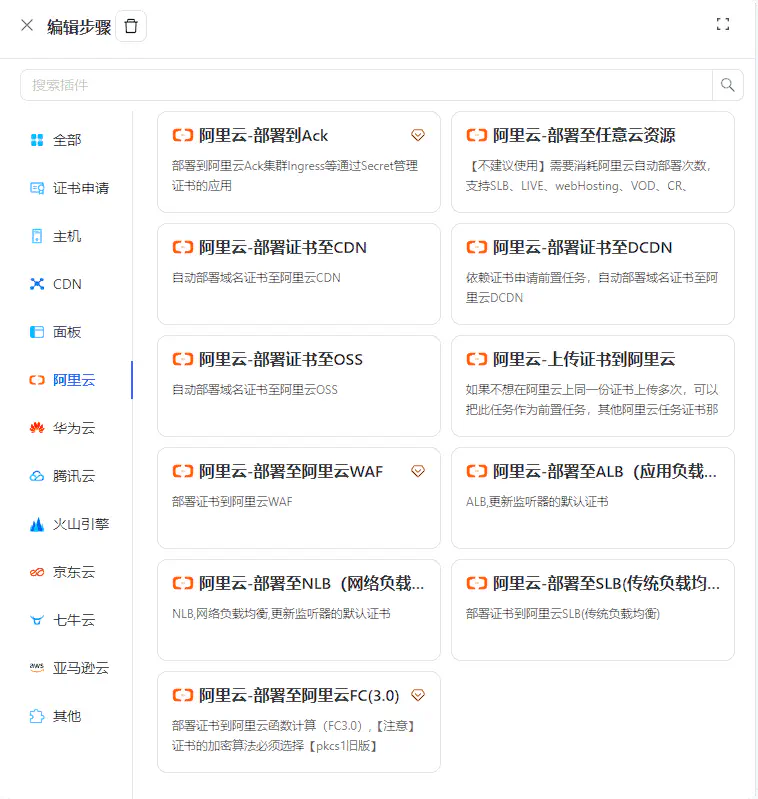 编辑步骤
搜索插件
全部
证书申请
主机
CDN
面板
阿里云
华为云
腾讯云
火山引擎
京东云
七牛云
aws 亚马逊云
其他
阿里云-部署到Ack
部署到阿里云Ack集群Ingress等通过Secret管理
证书的应用
阿里云-部署至任意云资源
【不建议使用】需要消耗阿里云自动部署次数，
支持SLB、LIVE、webHosting、VOD、CR、
阿里云-部署证书至CDN
自动部署域名证书至阿里云CDN
阿里云-部署证书至DCDN
依赖证书申请前置任务，自动部署域名证书至阿
里云DCDN
阿里云-部署证书至OSS
自动部署域名证书至阿里云OSS
阿里云-上传证书到阿里云
如果不想在阿里云上同一份证书上传多次，可以
把此任务作为前置任务，其他阿里云任务证书那
阿里云-部署至阿里云WAF
部署证书到阿里云WAF
阿里云-部署至ALB（应用负载...
ALB,更新监听器的默认证书
阿里云-部署至NLB（网络负载...
NLB,网络负载均衡,更新监听器的默认证书
阿里云-部署至SLB(传统负载均...
部署证书到阿里云SLB(传统负载均衡)
阿里云-部署至阿里云FC(3.0)
部署证书到阿里云函数计算（FC3.0）,【注意】
证书的加密算法必须选择【pkcs1旧版】